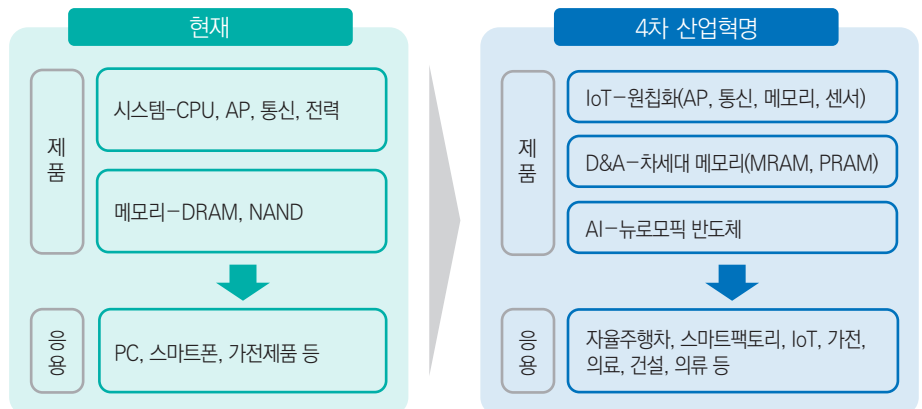 현재
제품
시스템-CPU, AP, 통신, 전력
메모리-DRAM, NAND
응용
PC, 스마트폰, 가전제품 등
4차 산업혁명
제품
IoT-원칩화(AP, 통신, 메모리, 센서)
D&A-차세대 메모리(MRAM, PRAM)
AI-뉴로모픽 반도체
응용
자율주행차, 스마트팩토리, IoT, 가전,
의료, 건설, 의류 등